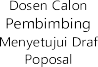 Dosen Calon
Pembimbing
Menyetujui Draf
Poposal